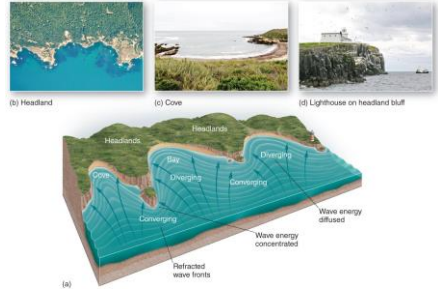 (b) Headland
(c) Cove
(d) Lighthouse on headland bluff
Headlands
Headlands
Cove
Bay
Diverging
Diverging
Converging
Converging
Wave energy
diffused
Wave energy
concentrated
Refracted
wave fronts
(a)